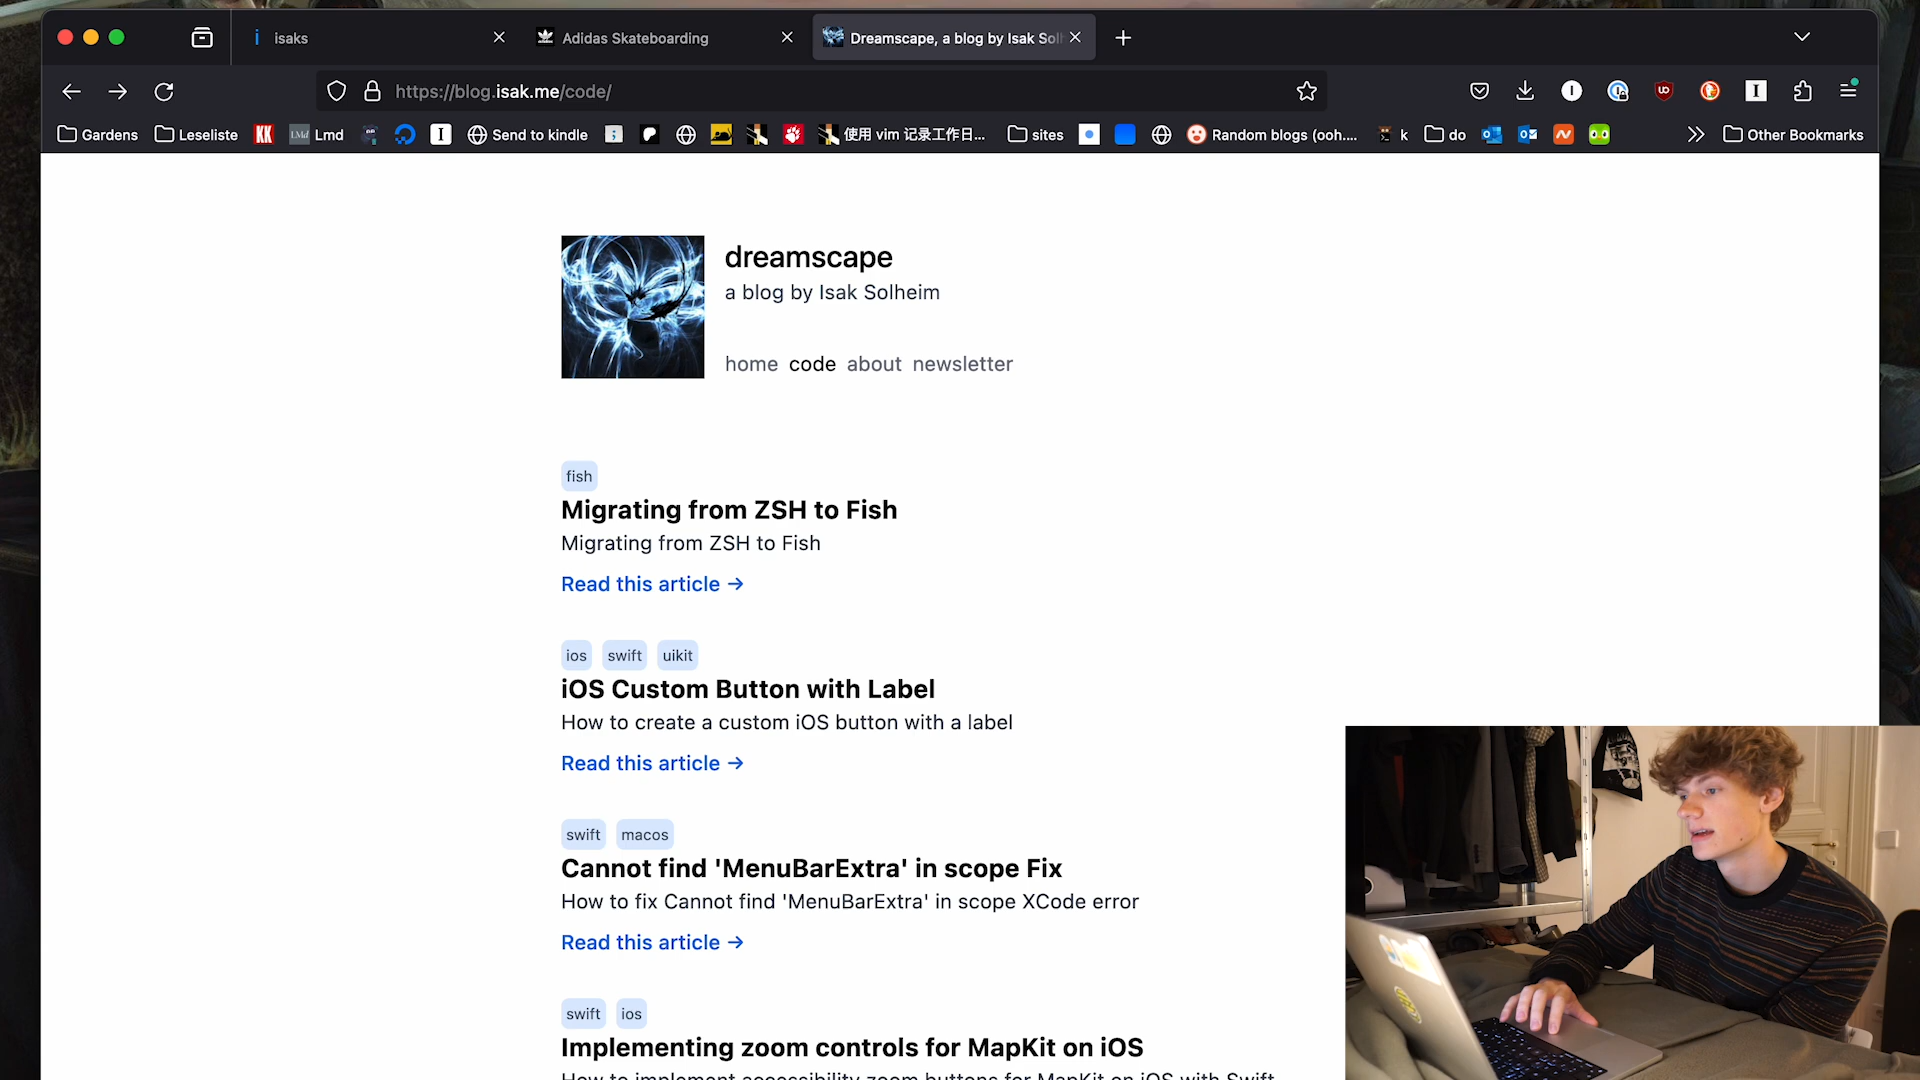 isaks
Adidas Skateboarding
Dreamscape, a blog by Isak Sol
https://blog.isak.me/code/
Gardens
Leseliste
KK
LMd
Lmd
Send to kindle
使用 vim 记录工作日...
sites
Random blogs (ooh....
k
do
Other Bookmarks
dreamscape
a blog by Isak Solheim
home code about newsletter
fish
Migrating from ZSH to Fish
Migrating from ZSH to Fish
Read this article →
ios swift uikit
iOS Custom Button with Label
How to create a custom iOS button with a label
Read this article →
swift macos
Cannot find 'MenuBarExtra' in scope Fix
How to fix Cannot find 'MenuBarExtra' in scope XCode error
Read this article →
swift ios
Implementing zoom controls for MapKit on iOS
How to implement accessibility zoom buttons for MapKit on iOS with Swift